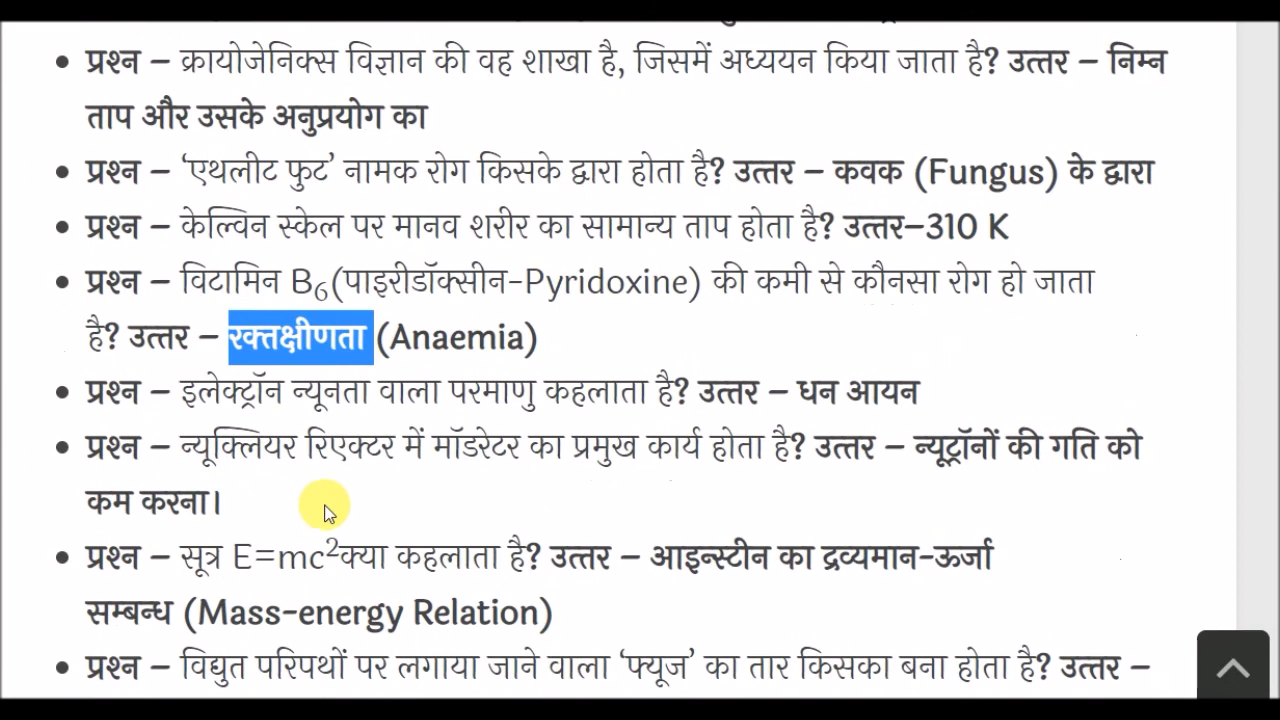 प्रश्न – क्रायोजेनिक्स विज्ञान की वह शाखा है, जिसमें अध्ययन किया जाता है? उत्तर – निम्न
ताप और उसके अनुप्रयोग का
प्रश्न – ‘एथलीट फुट’ नामक रोग किसके द्वारा होता है? उत्तर – कवक (Fungus) के द्वारा
प्रश्न – केल्विन स्केल पर मानव शरीर का सामान्य ताप होता है? उत्तर–310 K
प्रश्न – विटामिन B₆(पाइरीडॉक्सीन-Pyridoxine) की कमी से कौनसा रोग हो जाता
है? उत्तर – रक्तक्षीणता (Anaemia)
प्रश्न – इलेक्ट्रॉन न्यूनता वाला परमाणु कहलाता है? उत्तर – धन आयन
प्रश्न – न्यूक्लियर रिएक्टर में मॉडरेटर का प्रमुख कार्य होता है? उत्तर – न्यूट्रॉनों की गति को
कम करना।
प्रश्न – सूत्र E=mc²क्या कहलाता है? उत्तर – आइन्स्टीन का द्रव्यमान-ऊर्जा
सम्बन्ध (Mass-energy Relation)
प्रश्न – विद्युत परिपथों पर लगाया जाने वाला ‘फ्यूज’ का तार किसका बना होता है? उत्तर –